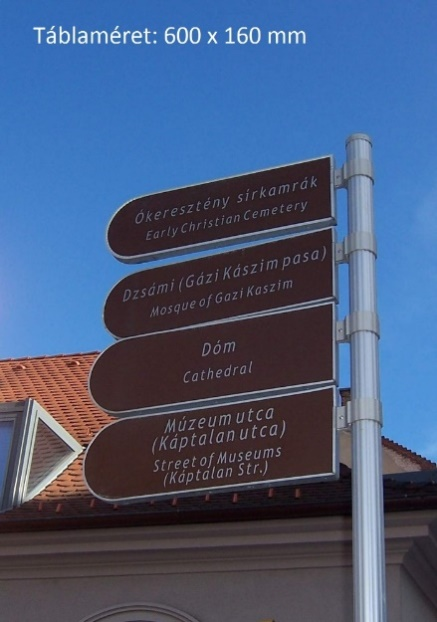 Táblaméret: 600 x 160 mm
Ókeresztény sírkamrák
Early Christian Cemetery
Dzsámi (Gázi Kászim pasa)
Mosque of Gazi Kaszim
Dóm
Cathedral
Múzeum utca
(Káptalan utca)
Street of Museums
(Káptalan Str.)